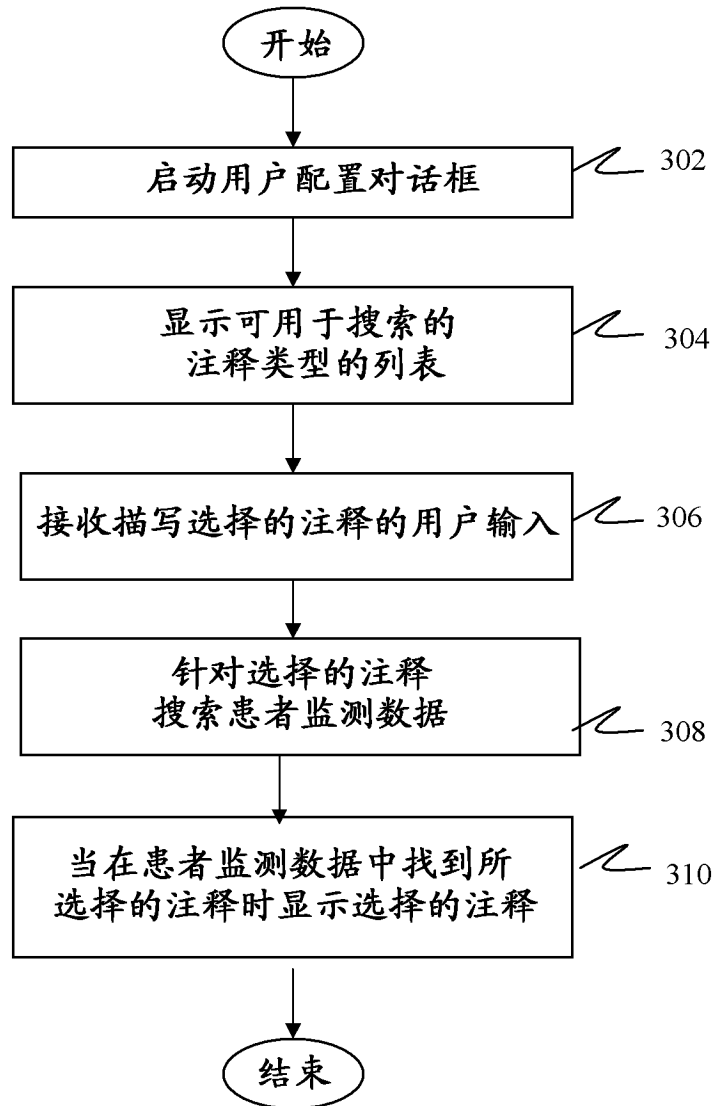 开始
启动用户配置对话框
302
显示可用于搜索的
注释类型的列表
304
接收描写选择的注释的用户输入
306
针对选择的注释
搜索患者监测数据
308
当在患者监测数据中找到所
选择的注释时显示选择的注释
310
结束